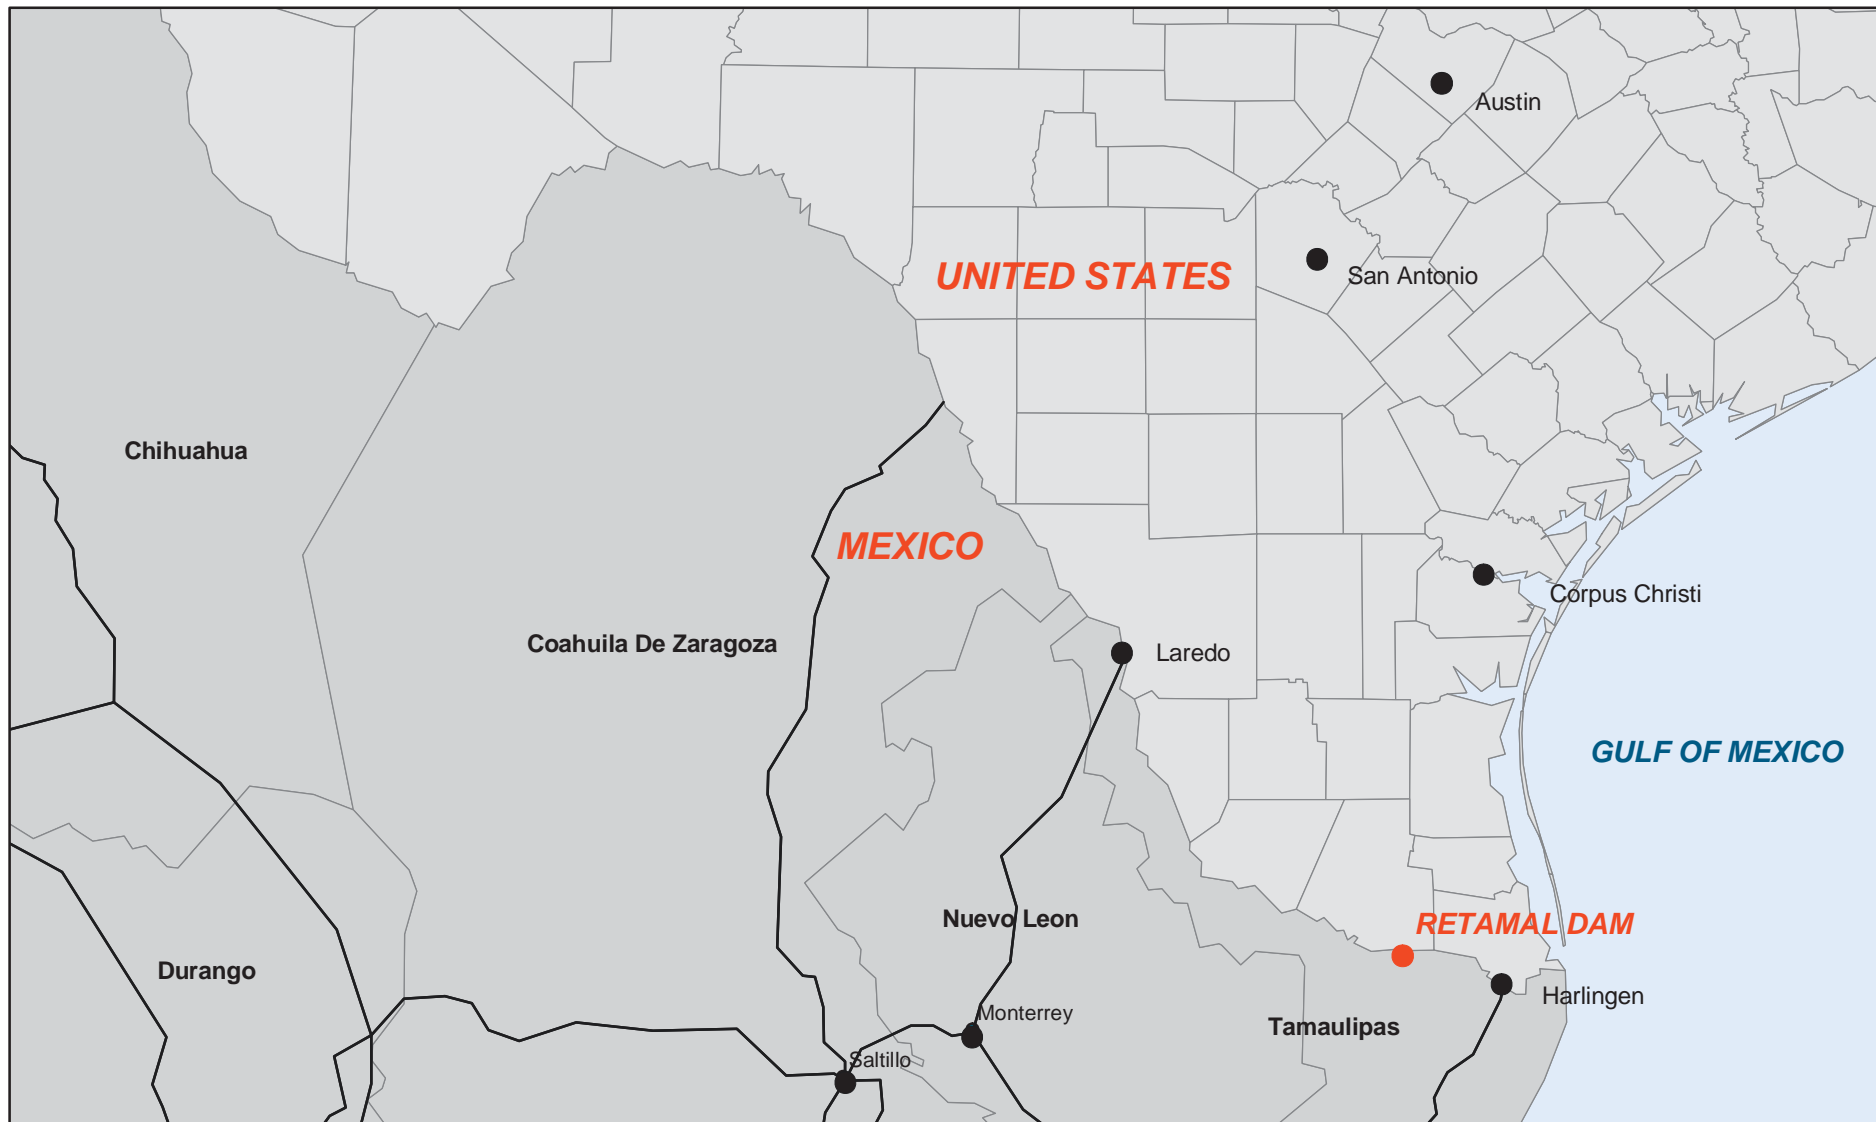 Austin
UNITED STATES
San Antonio
Chihuahua
MEXICO
Corpus Christi
Coahuila De Zaragoza
Laredo
GULF OF MEXICO
Nuevo Leon
RETAMAL DAM
Durango
Harlingen
Monterrey
Tamaulipas
Saltillo